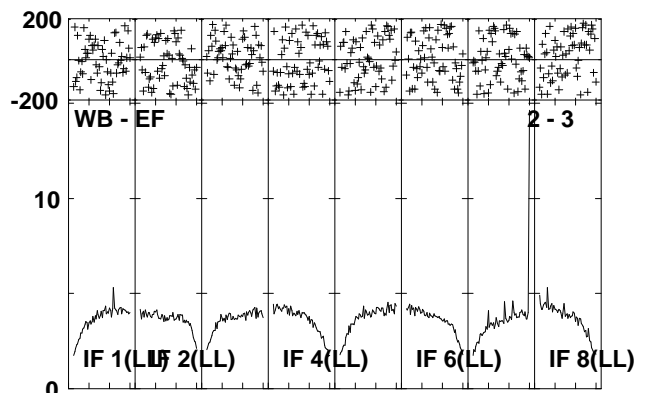 200
-200
WB - EF 2 - 3
10
IF 1(LL) IF 2(LL) IF 4(LL) IF 6(LL) IF 8(LL)
0